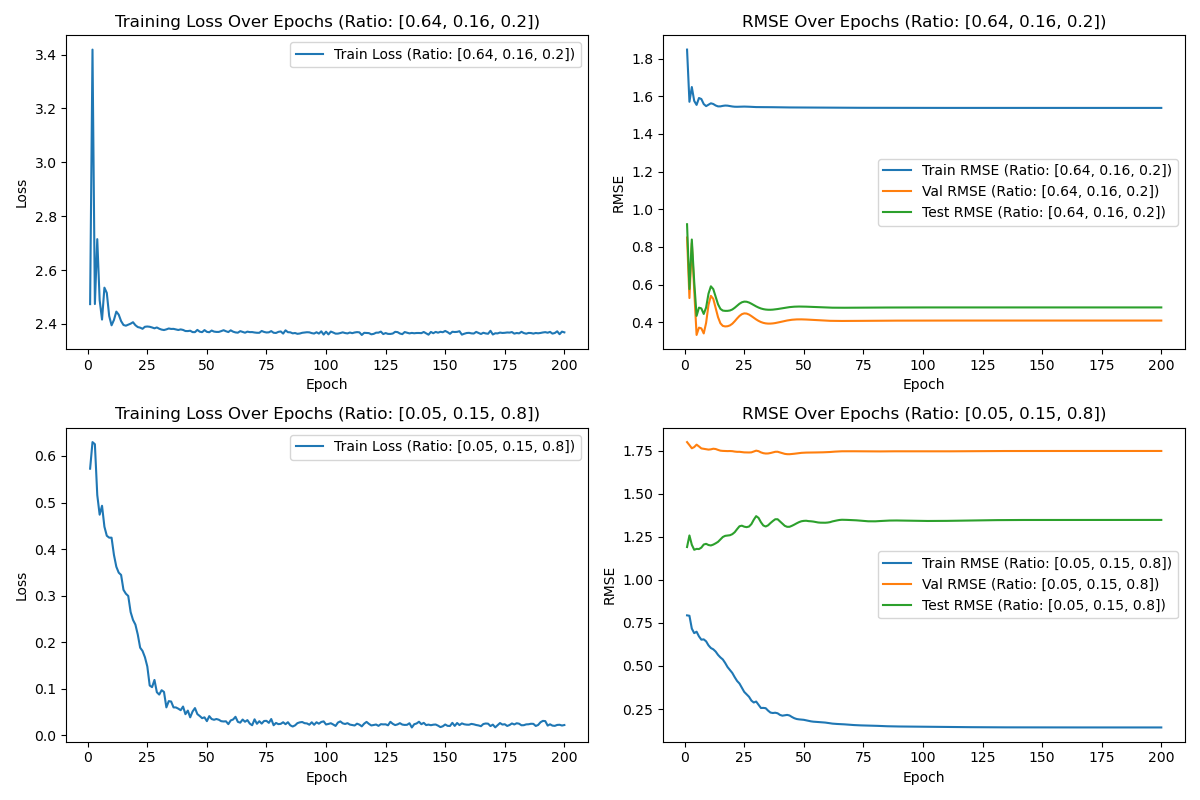 Training Loss Over Epochs (Ratio: [0.64, 0.16, 0.2])
Train Loss (Ratio: [0.64, 0.16, 0.2])
3.4
3.2
3.0
2.8
2.6
2.4
Loss
0 25 50 75 100 125 150 175 200
Epoch
RMSE Over Epochs (Ratio: [0.64, 0.16, 0.2])
1.8
1.6
1.4
1.2
1.0
0.8
0.6
0.4
RMSE
Train RMSE (Ratio: [0.64, 0.16, 0.2])
Val RMSE (Ratio: [0.64, 0.16, 0.2])
Test RMSE (Ratio: [0.64, 0.16, 0.2])
0 25 50 75 100 125 150 175 200
Epoch
Training Loss Over Epochs (Ratio: [0.05, 0.15, 0.8])
Train Loss (Ratio: [0.05, 0.15, 0.8])
0.6
0.5
0.4
0.3
0.2
0.1
0.0
Loss
0 25 50 75 100 125 150 175 200
Epoch
RMSE Over Epochs (Ratio: [0.05, 0.15, 0.8])
1.75
1.50
1.25
1.00
0.75
0.50
0.25
RMSE
Train RMSE (Ratio: [0.05, 0.15, 0.8])
Val RMSE (Ratio: [0.05, 0.15, 0.8])
Test RMSE (Ratio: [0.05, 0.15, 0.8])
0 25 50 75 100 125 150 175 200
Epoch